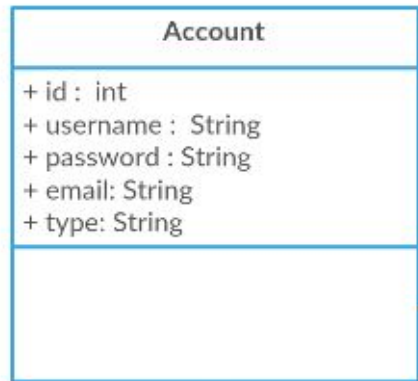 Account
+ id : int
+ username : String
+ password : String
+ email: String
+ type: String